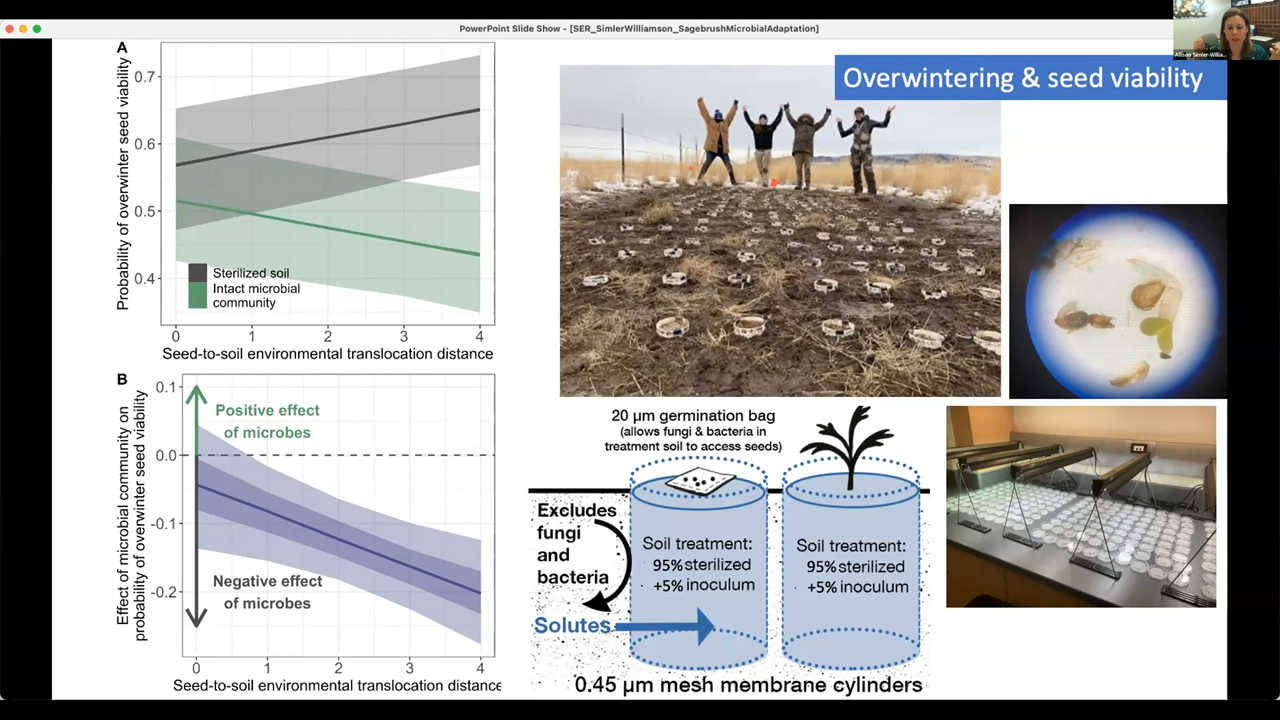 PowerPoint Slide Show - [SER_SimlerWilliamson_SagebrushMicrobialAdaptation]
Allison Simler-Willia...
Overwintering & seed viability
A
Probability of overwinter seed viability
0.7
0.6
0.5
0.4
Sterilized soil
Intact microbial
community
0
1
2
3
4
Seed-to-soil environmental translocation distance
B
Effect of microbial community on
probability of overwinter seed viability
0.1
0.0
-0.1
-0.2
Positive effect
of microbes
Negative effect
of microbes
0
1
2
3
4
Seed-to-soil environmental translocation distance
20 µm germination bag
(allows fungi & bacteria in
treatment soil to access seeds)
Excludes
fungi
and
bacteria
Solutes
Soil treatment:
95% sterilized
+5% inoculum
Soil treatment:
95% sterilized
+5% inoculum
0.45 µm mesh membrane cylinders